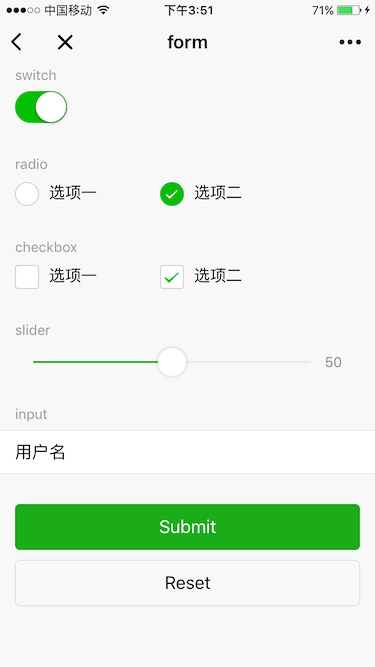 中国移动 下午3:51 71%
form
switch
radio
选项一 选项二
checkbox
选项一 选项二
slider
50
input
用户名
Submit
Reset